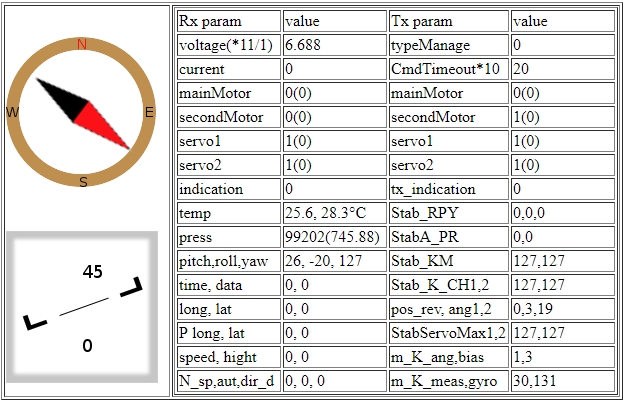 N
W
E
S
45
0
Rx param value Tx param value
voltage(*11/1) 6.688 typeManage 0
current 0 CmdTimeout*10 20
mainMotor 0(0) mainMotor 0(0)
secondMotor 0(0) secondMotor 1(0)
servo1 1(0) servo1 1(0)
servo2 1(0) servo2 1(0)
indication 0 tx_indication 0
temp 25.6, 28.3°C Stab_RPY 0,0,0
press 99202(745.88) StabA_PR 0,0
pitch,roll,yaw 26, -20, 127 Stab_KM 127,127
time, data 0, 0 Stab_K_CH1,2 127,127
long, lat 0, 0 pos_rev, ang1,2 0,3,19
P long, lat 0, 0 StabServoMax1,2 127,127
speed, hight 0, 0 m_K_ang,bias 1,3
N_sp,aut,dir_d 0, 0, 0 m_K_meas,gyro 30,131